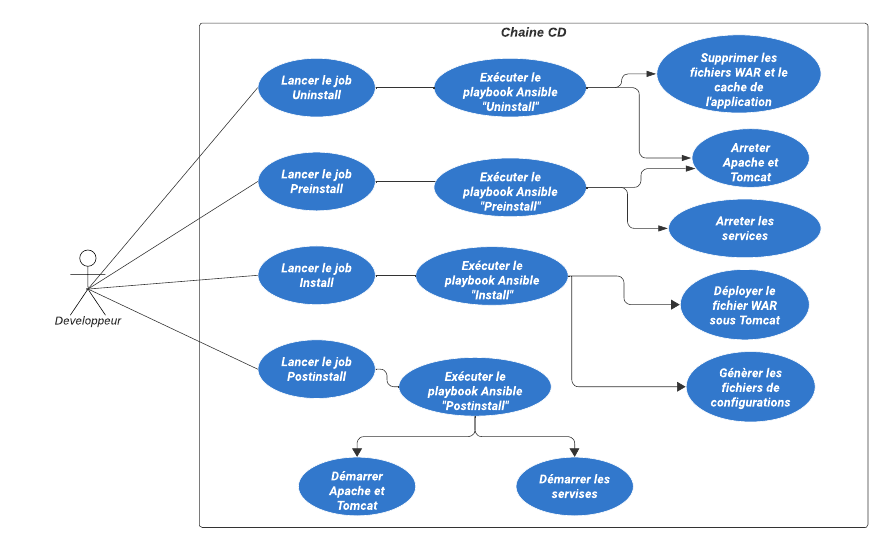 Chaine CD
Lancer le job
Uninstall
Exécuter le
playbook Ansible
"Uninstall"
Supprimer les
fichiers WAR et le
cache de
l'application
Arreter
Apache et
Tomcat
Lancer le job
Preinstall
Exécuter le
playbook Ansible
"Preinstall"
Arreter les
services
Lancer le job
Install
Exécuter le
playbook Ansible
"Install"
Déployer le
fichier WAR
sous Tomcat
Developpeur
Lancer le job
Postinstall
Exécuter le
playbook Ansible
"Postinstall"
Génèrer les
fichiers de
configurations
Démarrer
Apache et
Tomcat
Démarrer les
servises